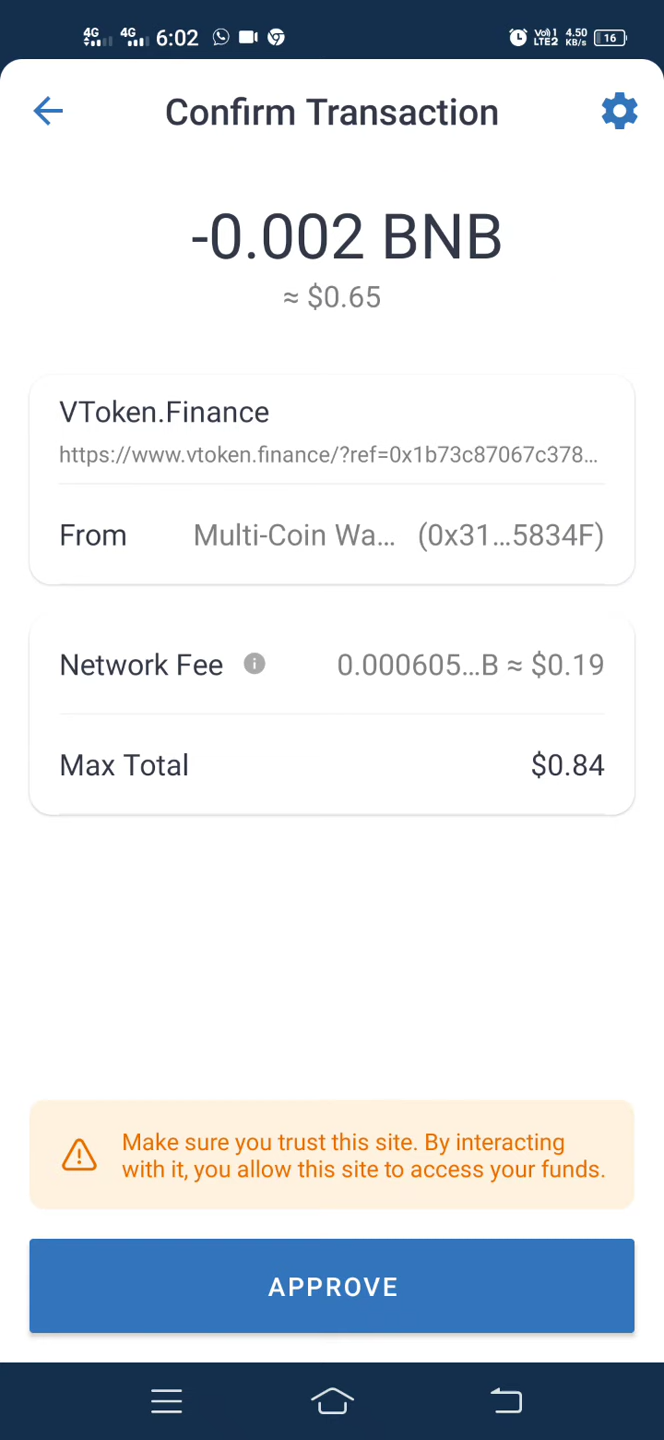 4G 4G 6:02 Vo)) 1 LTE2 4.50 KB/s 16
Confirm Transaction
-0.002 BNB
≈ $0.65
VToken.Finance
https://www.vtoken.finance/?ref=0x1b73c87067c378...
From Multi-Coin Wa... (0x31...5834F)
Network Fee 0.000605...B ≈ $0.19
Max Total $0.84
Make sure you trust this site. By interacting
with it, you allow this site to access your funds.
APPROVE